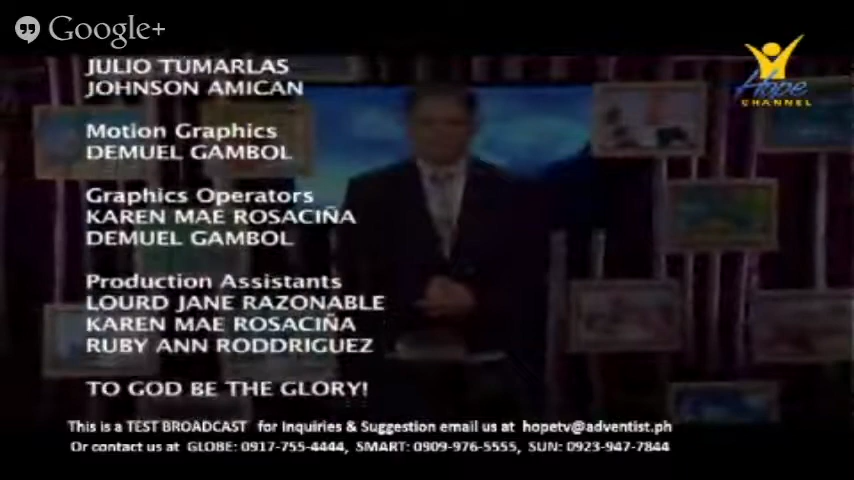 Google+
JULIO TUMARLAS
JOHNSON AMICAN
Hope
CHANNEL
Motion Graphics
DEMUEL GAMBOL
Graphics Operators
KAREN MAE ROSACIÑA
DEMUEL GAMBOL
Production Assistants
LOURD JANE RAZONABLE
KAREN MAE ROSACIÑA
RUBY ANN RODDRIGUEZ
TO GOD BE THE GLORY!
This is a TEST BROADCAST for Inquiries & Suggestion email us at hopetv@adventist.ph
Or contact us at GLOBE: 0917-755-4444, SMART: 0909-976-5555, SUN: 0923-947-7844